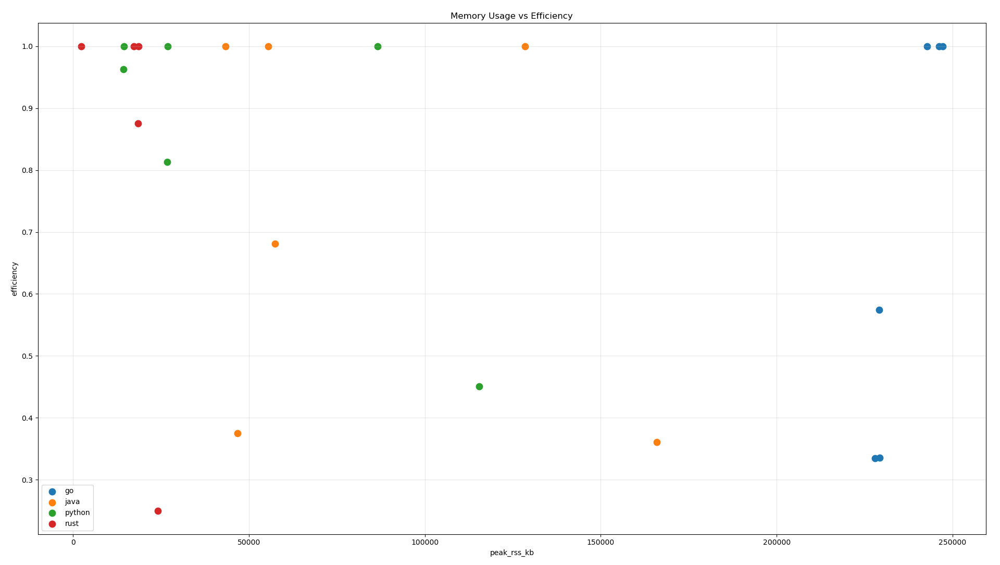 Memory Usage vs Efficiency
1.0
0.9
0.8
0.7
0.6
0.5
0.4
0.3
efficiency
go
java
python
rust
0 50000 100000 150000 200000 250000
peak_rss_kb